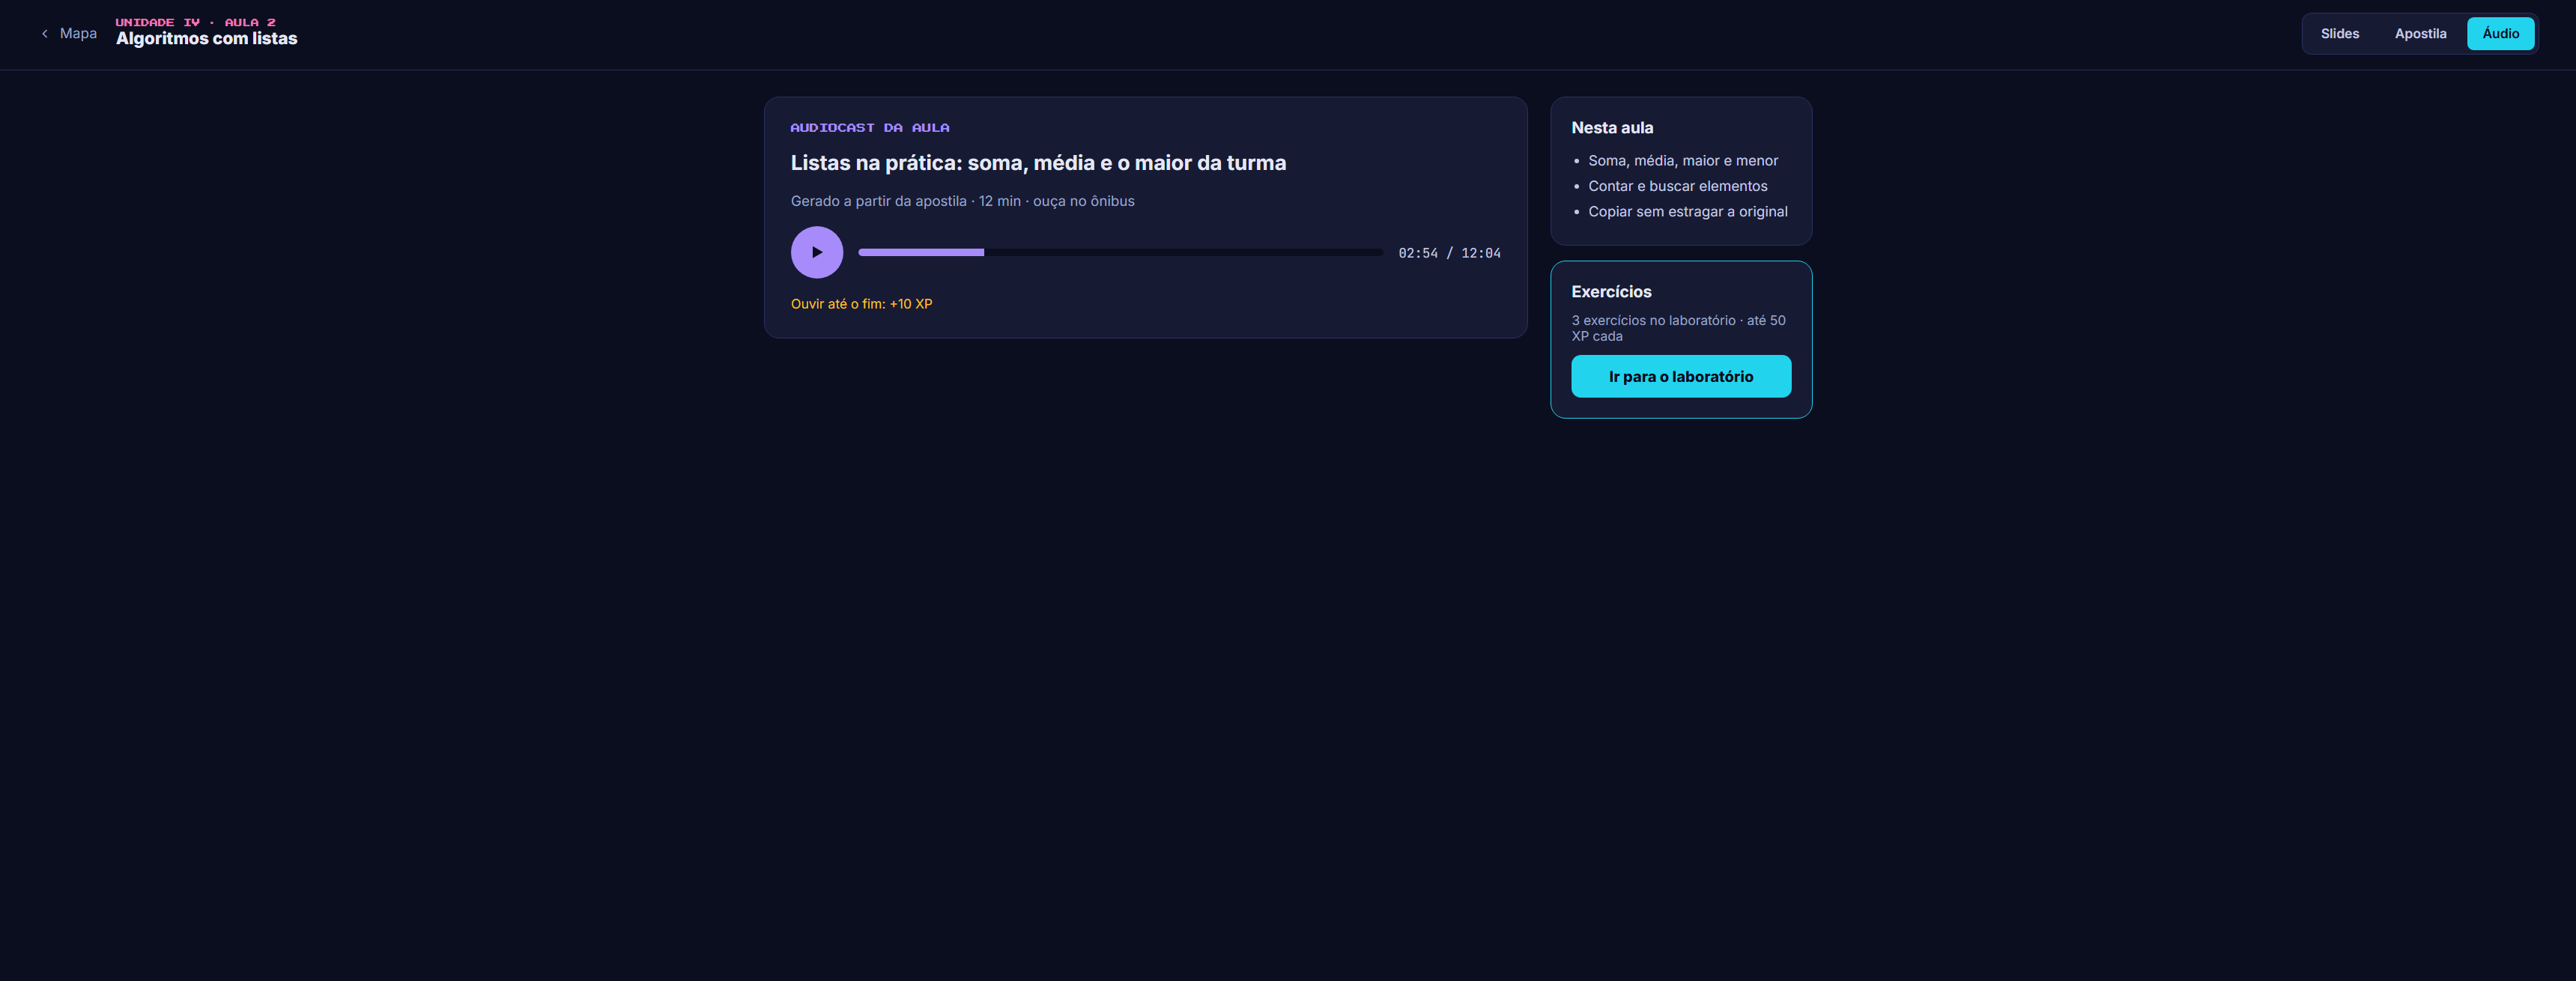 Mapa
UNIDADE IV · AULA 2
Algoritmos com listas
Slides
Apostila
Áudio
AUDIOCAST DA AULA
Listas na prática: soma, média e o maior da turma
Gerado a partir da apostila · 12 min · ouça no ônibus
02:54 / 12:04
Ouvir até o fim: +10 XP
Nesta aula
• Soma, média, maior e menor
• Contar e buscar elementos
• Copiar sem estragar a original
Exercícios
3 exercícios no laboratório · até 50
XP cada
Ir para o laboratório